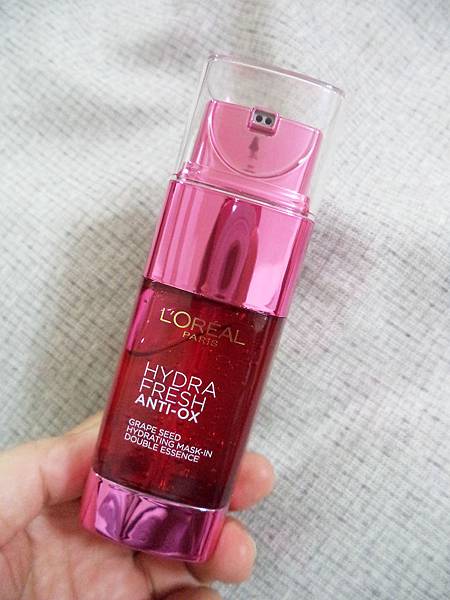 L'ORÉAL
PARIS
HYDRA
FRESH
ANTI-OX
GRAPE SEED
HYDRATING MASK-IN
DOUBLE ESSENCE